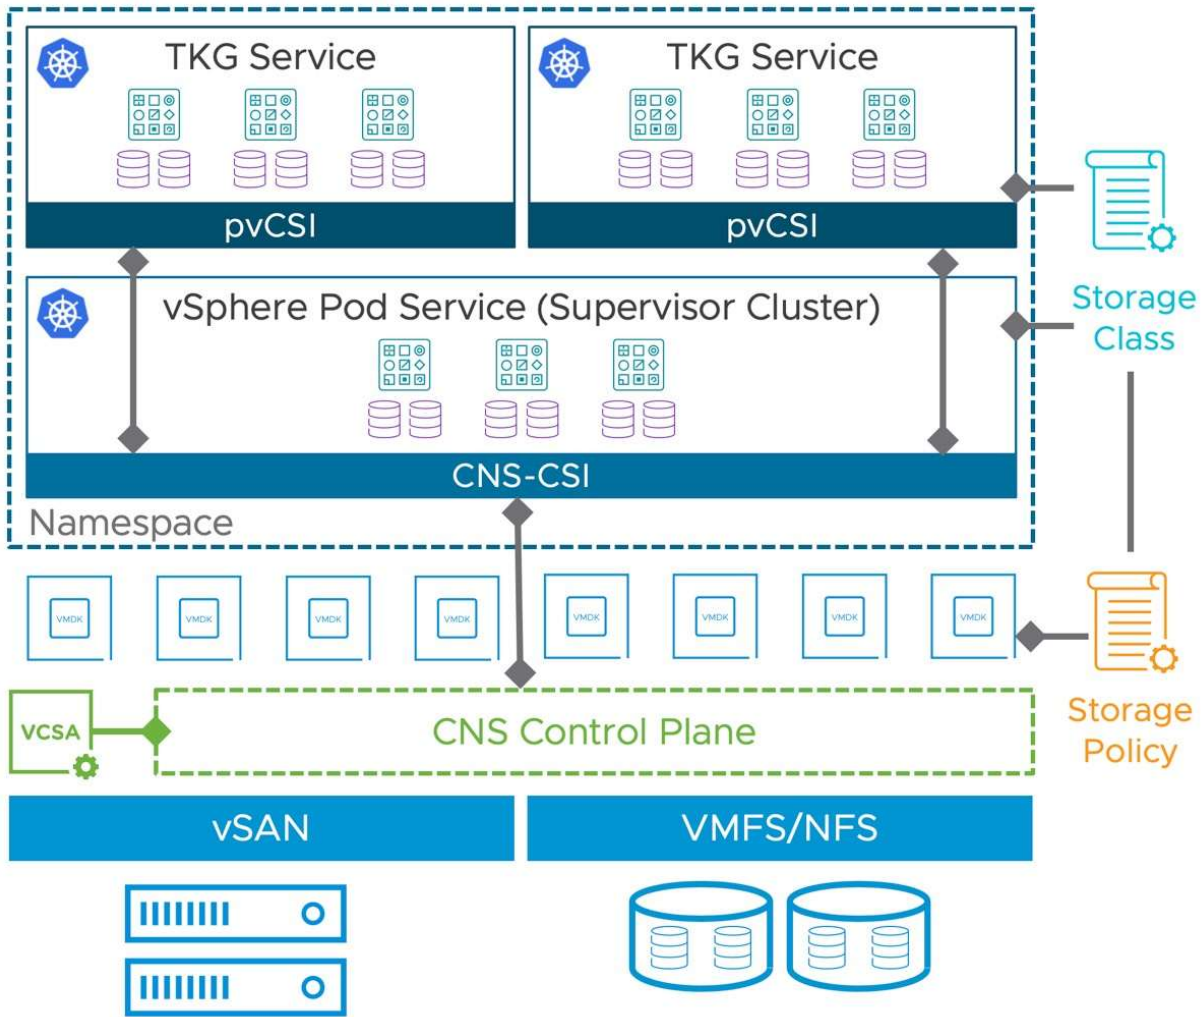 TKG Service
TKG Service
pvCSI
pvCSI
vSphere Pod Service (Supervisor Cluster)
CNS-CSI
Namespace
Storage
Class
VMDK
VMDK
VMDK
VMDK
VMDK
VMDK
VMDK
VMDK
Storage
Policy
VCSA
CNS Control Plane
vSAN
VMFS/NFS